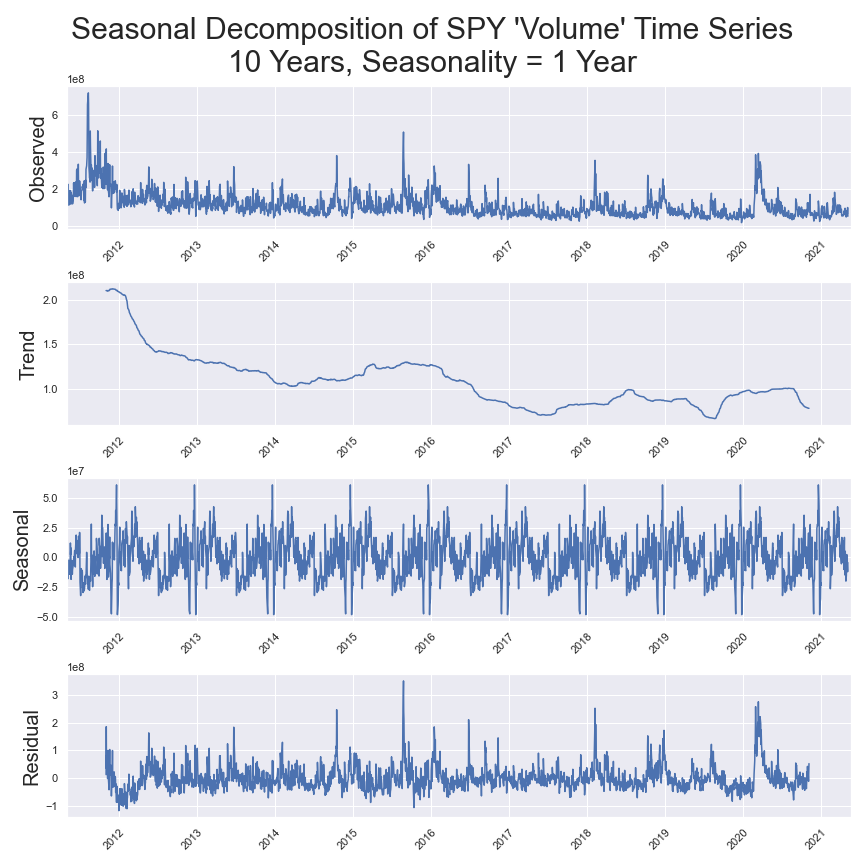 Seasonal Decomposition of SPY 'Volume' Time Series
10 Years, Seasonality = 1 Year
1e8
Observed
6
4
2
0
2012 2013 2014 2015 2016 2017 2018 2019 2020 2021
1e8
Trend
2.0
1.5
1.0
2012 2013 2014 2015 2016 2017 2018 2019 2020 2021
1e7
Seasonal
5.0
2.5
0.0
−2.5
−5.0
2012 2013 2014 2015 2016 2017 2018 2019 2020 2021
1e8
Residual
3
2
1
0
−1
2012 2013 2014 2015 2016 2017 2018 2019 2020 2021